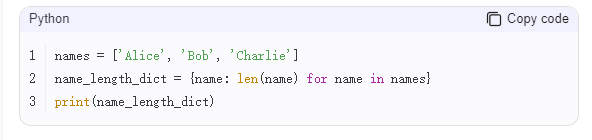 Python
Copy code
1 names = ['Alice', 'Bob', 'Charlie']
2 name_length_dict = {name: len(name) for name in names}
3 print(name_length_dict)